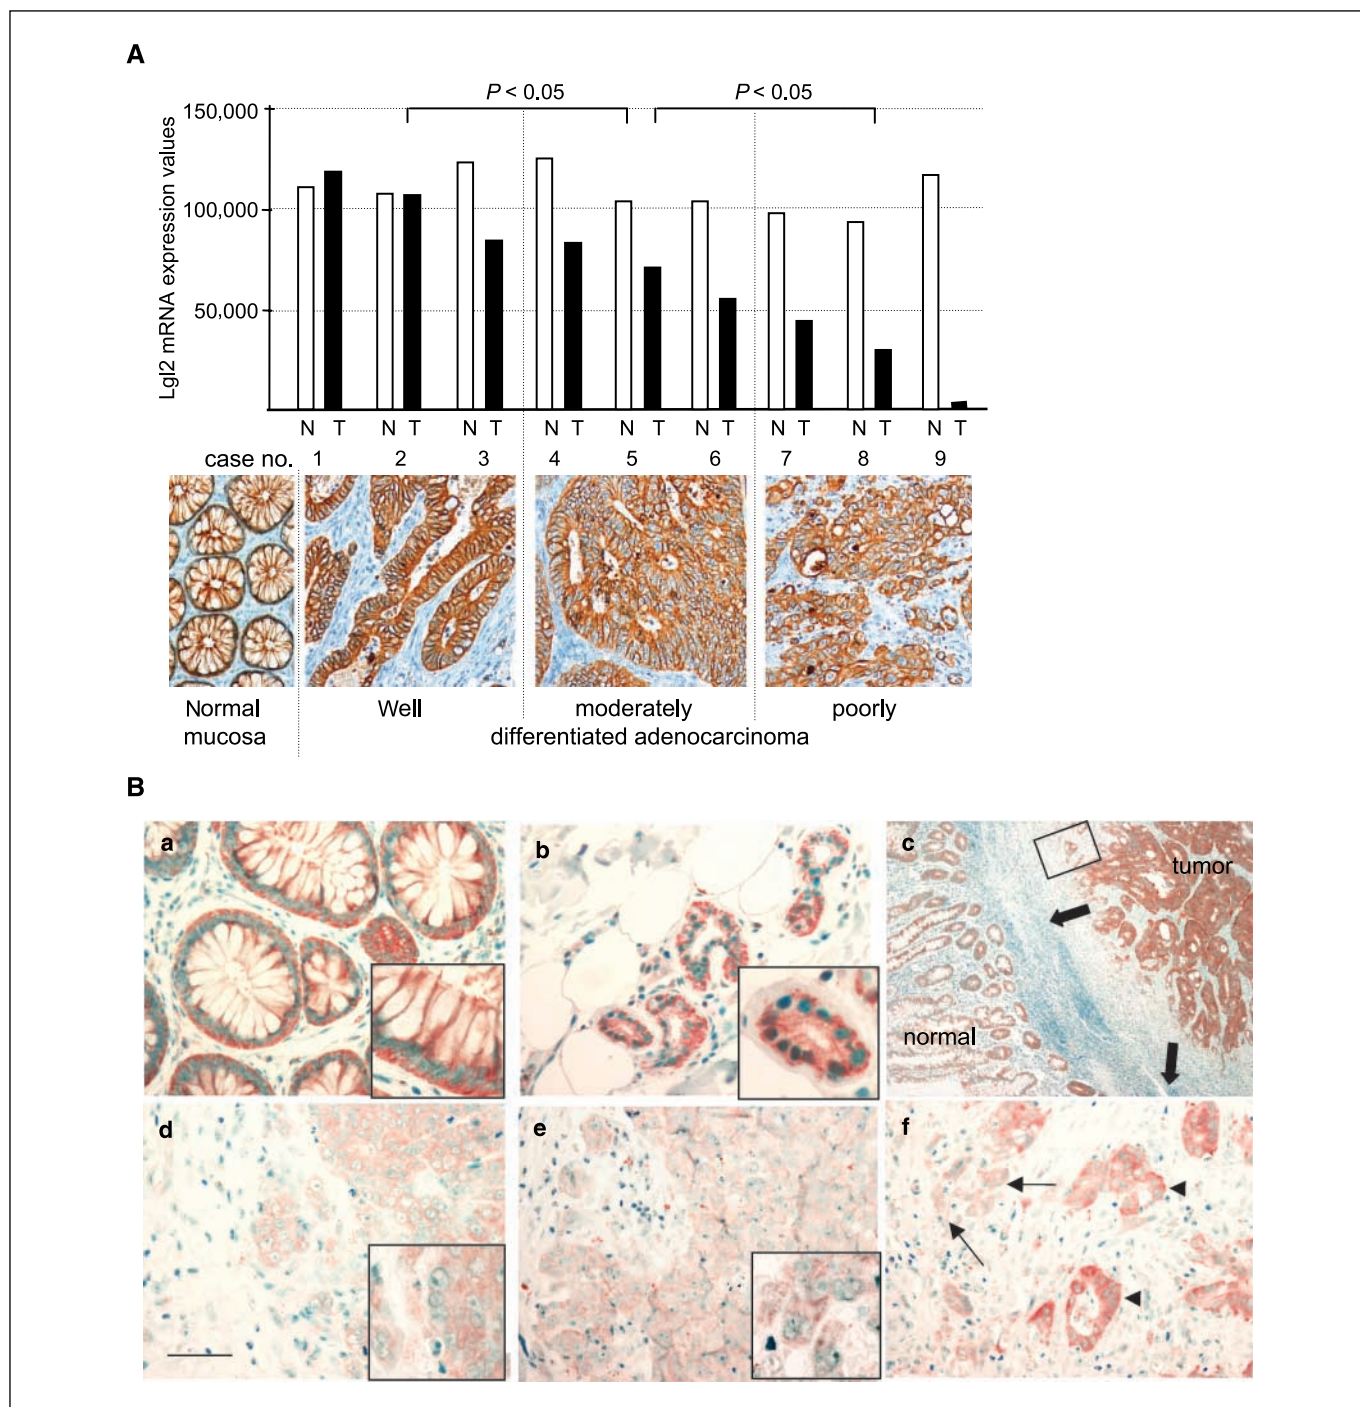 A
P < 0.05 P < 0.05
150,000
100,000
50,000
Lgl2 mRNA expression values
N T N T N T N T N T N T N T N T N T
case no. 1 2 3 4 5 6 7 8 9
Normal mucosa
Well moderately poorly
differentiated adenocarcinoma
B
a b c
tumor
normal
d e f